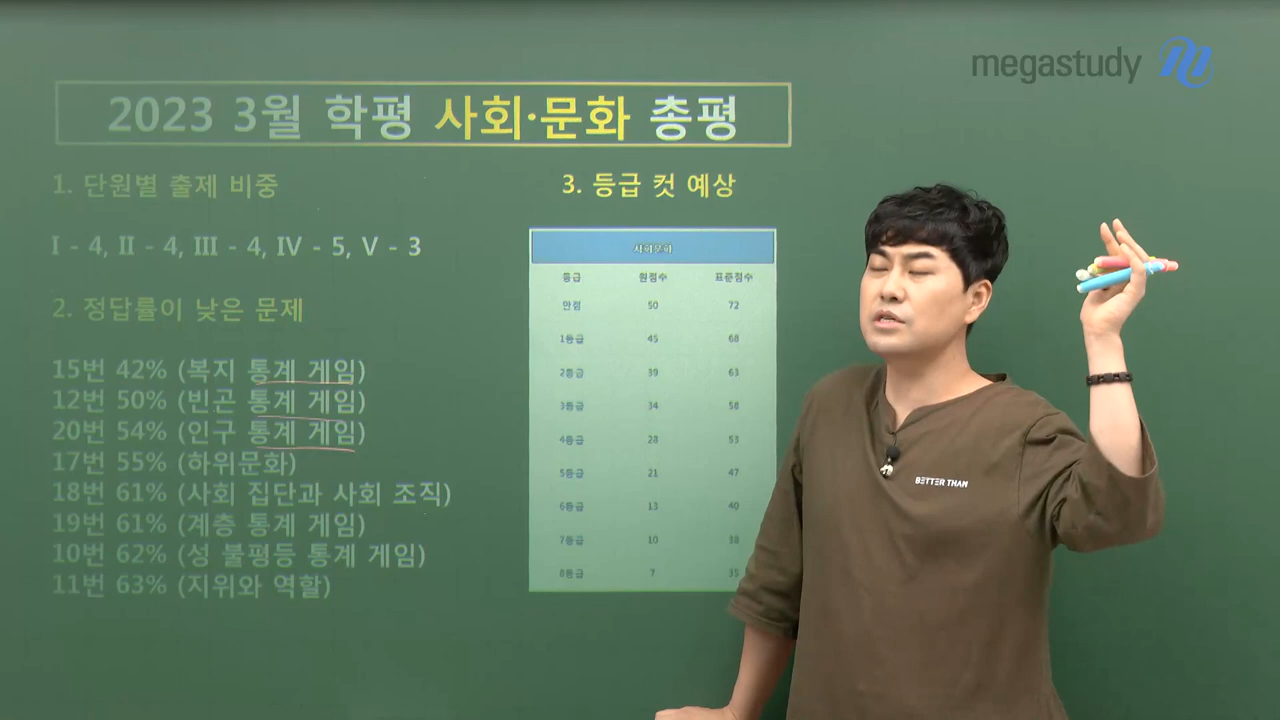 megastudy
2023 3월 학평 사회·문화 총평
1. 단원별 출제 비중
I - 4, II - 4, III - 4, IV - 5, V - 3
2. 정답률이 낮은 문제
15번 42% (복지 통계 게임)
12번 50% (빈곤 통계 게임)
20번 54% (인구 통계 게임)
17번 55% (하위문화)
18번 61% (사회 집단과 사회 조직)
19번 61% (계층 통계 게임)
10번 62% (성 불평등 통계 게임)
11번 63% (지위와 역할)
3. 등급 컷 예상
사회문화
등급 원점수 표준점수
만점 50 72
1등급 45 68
2등급 39 63
3등급 34 58
4등급 28 53
5등급 21 47
6등급 13 40
7등급 10 38
8등급 7 35
BETTER THAN